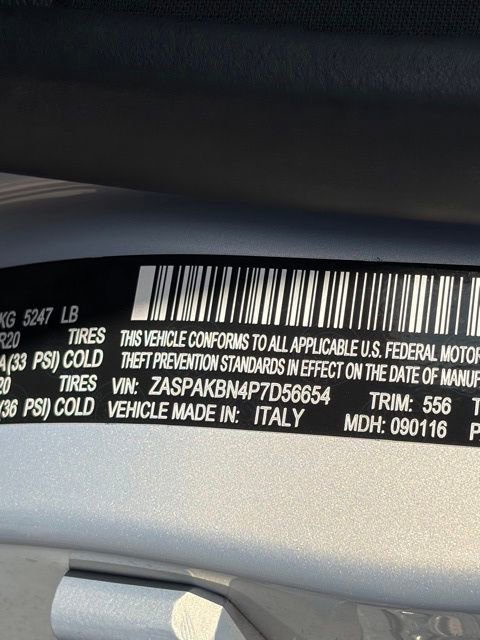 KG 5247 LB
R20 TIRES
(33 PSI) COLD
20 TIRES
(36 PSI) COLD
THIS VEHICLE CONFORMS TO ALL APPLICABLE U.S. FEDERAL MOTOR
THEFT PREVENTION STANDARDS IN EFFECT ON THE DATE OF MANUF
VIN: ZASPAKBN4P7D56654 TRIM: 556
VEHICLE MADE IN: ITALY MDH: 090116